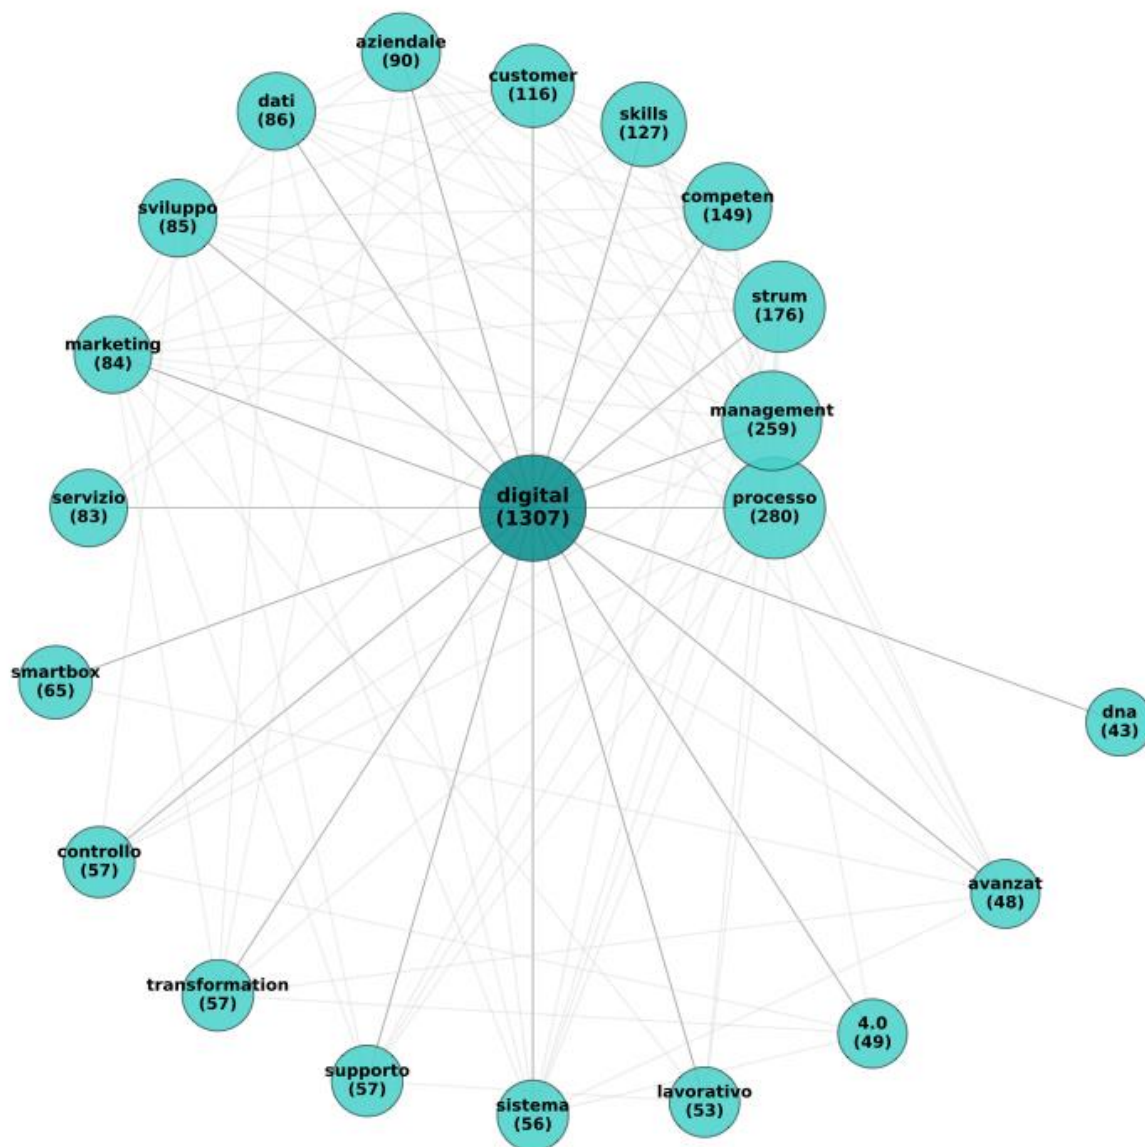 aziendale
(90)
customer
(116)
dati
(86)
skills
(127)
competen
(149)
sviluppo
(85)
strum
(176)
marketing
(84)
management
(259)
digital
(1307)
processo
(280)
servizio
(83)
smartbox
(65)
dna
(43)
controllo
(57)
avanzat
(48)
transformation
(57)
4.0
(49)
supporto
(57)
lavorativo
(53)
sistema
(56)